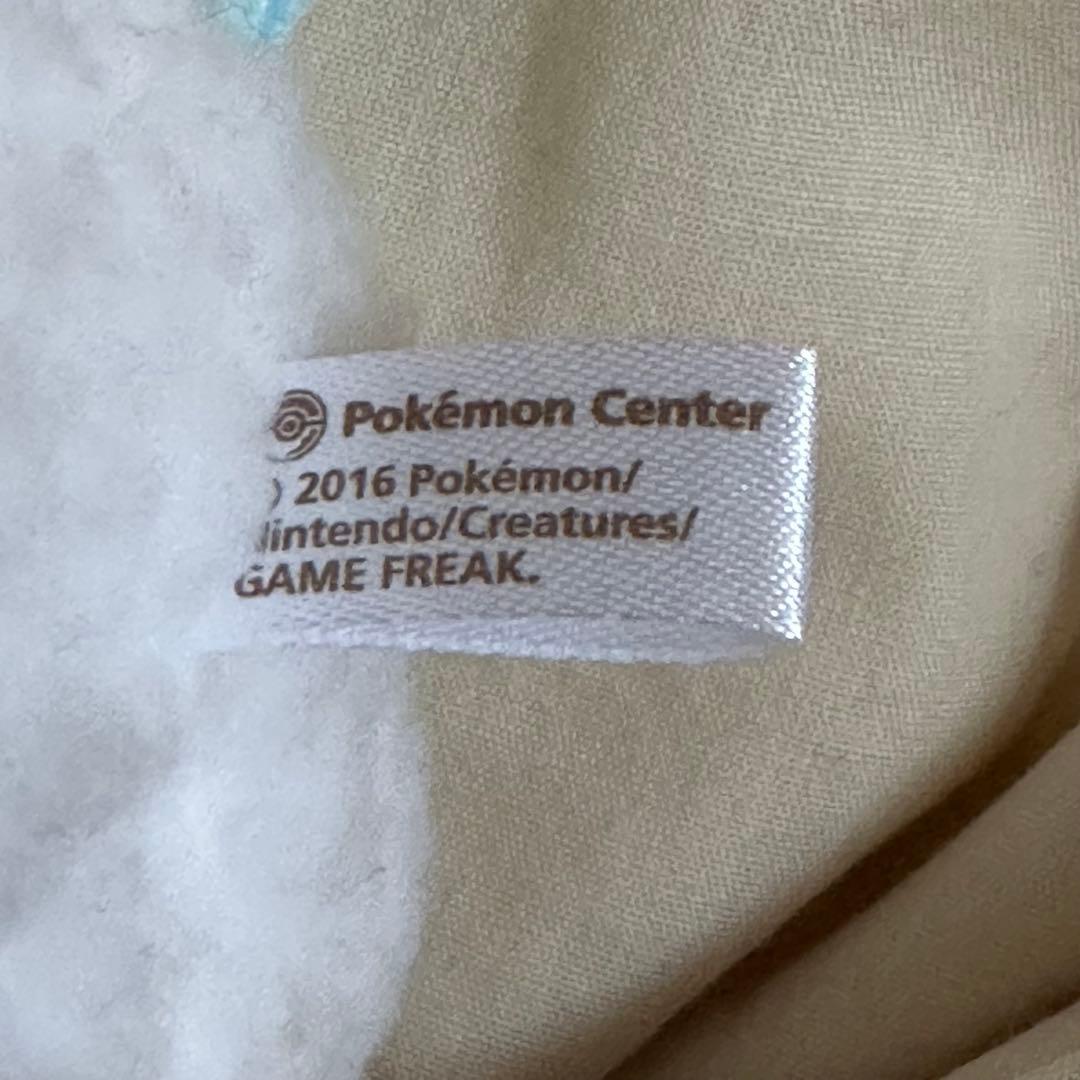 Pokémon Center
) 2016 Pokémon/
Nintendo/Creatures/
GAME FREAK.